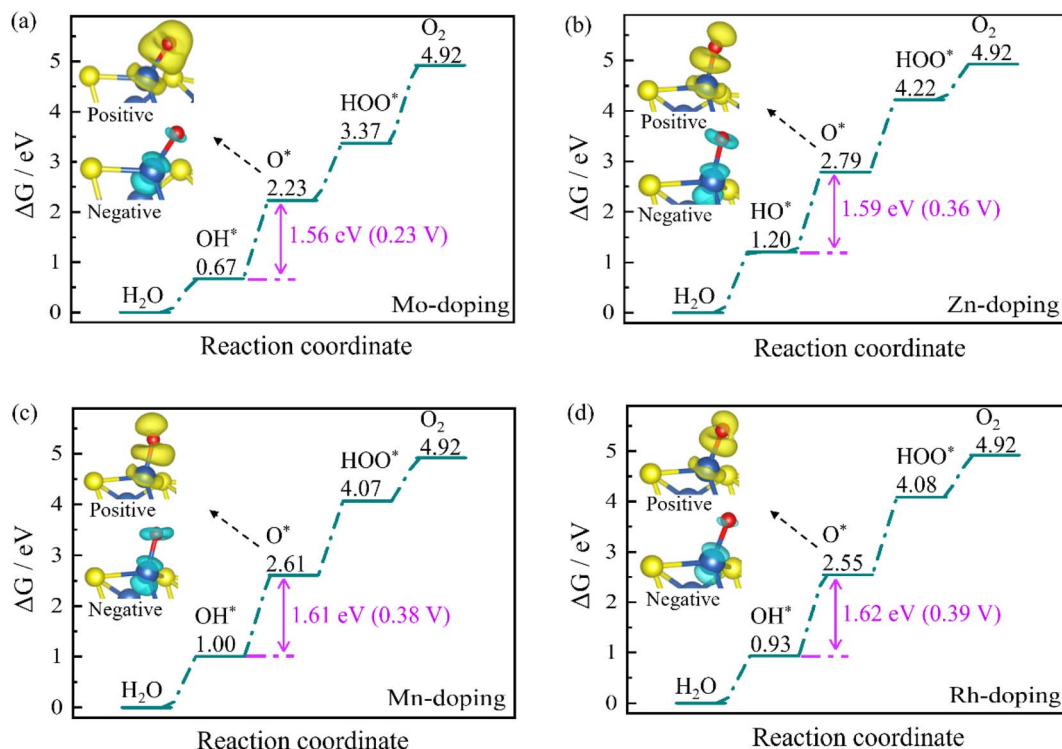 (a)
ΔG / eV
5
4
3
2
1
0
Positive
Negative
H₂O
OH*
0.67
O*
2.23
HOO*
3.37
O₂
4.92
1.56 eV (0.23 V)
Mo-doping
Reaction coordinate
(b)
ΔG / eV
5
4
3
2
1
0
Positive
Negative
H₂O
HO*
1.20
O*
2.79
HOO*
4.22
O₂
4.92
1.59 eV (0.36 V)
Zn-doping
Reaction coordinate
(c)
ΔG / eV
5
4
3
2
1
0
Positive
Negative
H₂O
OH*
1.00
O*
2.61
HOO*
4.07
O₂
4.92
1.61 eV (0.38 V)
Mn-doping
Reaction coordinate
(d)
ΔG / eV
5
4
3
2
1
0
Positive
Negative
H₂O
OH*
0.93
O*
2.55
HOO*
4.08
O₂
4.92
1.62 eV (0.39 V)
Rh-doping
Reaction coordinate